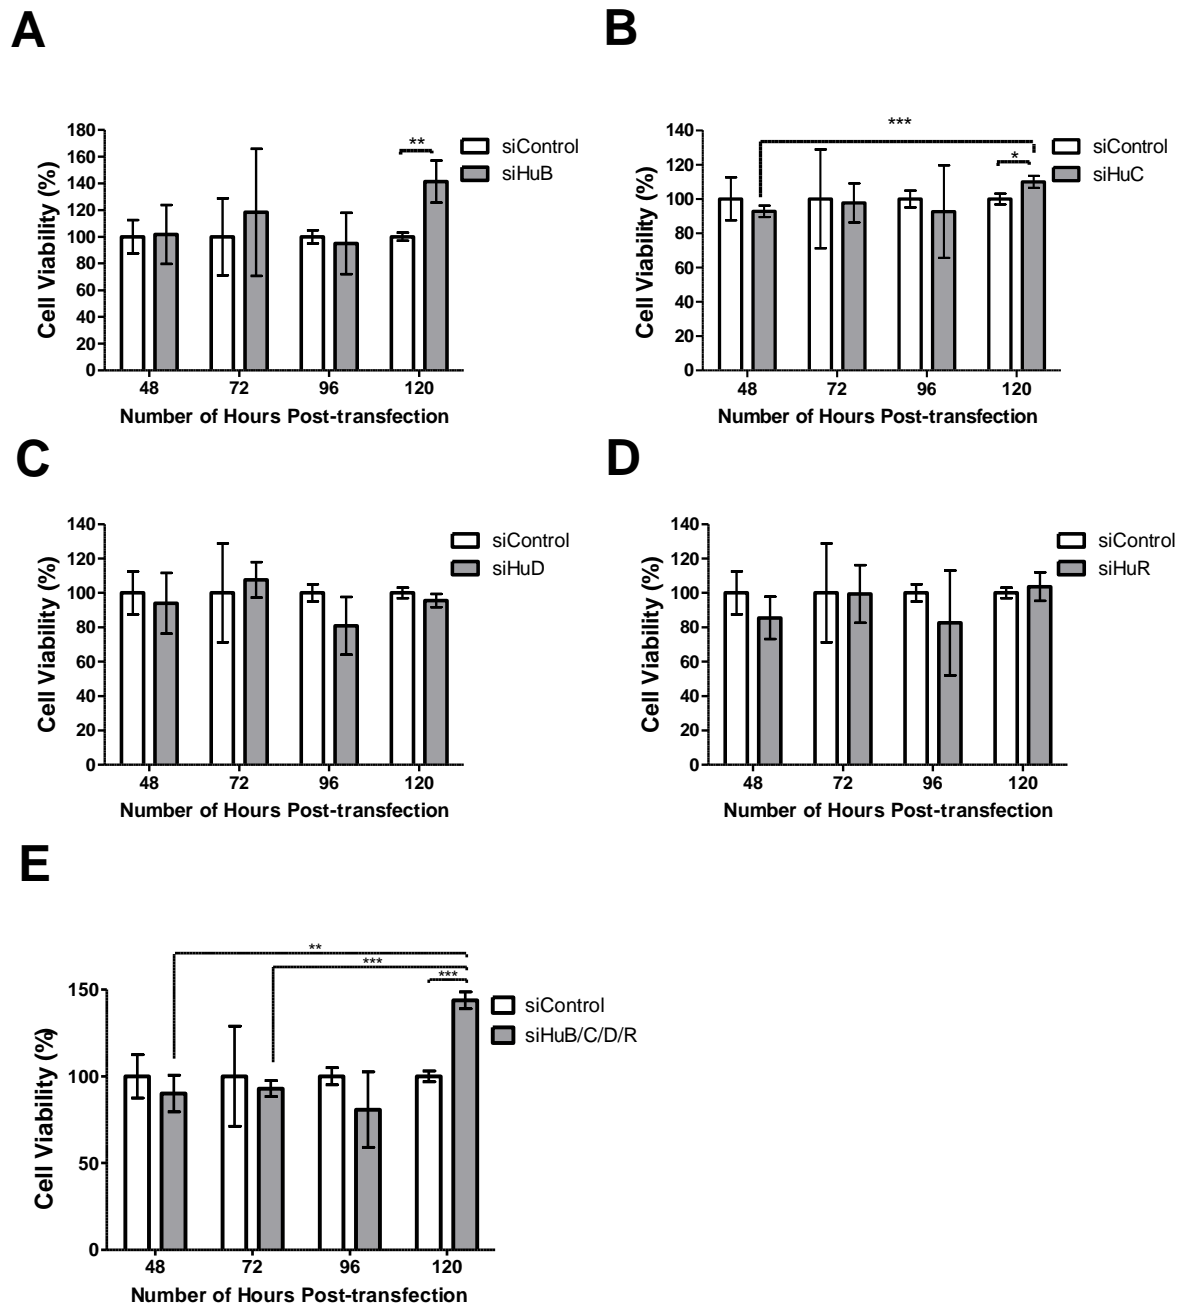 A
180
160
140
120
100
80
60
40
20
0
Cell Viability (%)
**
siControl
siHuB
48 72 96 120
Number of Hours Post-transfection
B
140
120
100
80
60
40
20
0
Cell Viability (%)
***
*
siControl
siHuC
48 72 96 120
Number of Hours Post-transfection
C
140
120
100
80
60
40
20
0
Cell Viability (%)
siControl
siHuD
48 72 96 120
Number of Hours Post-transfection
D
140
120
100
80
60
40
20
0
Cell Viability (%)
siControl
siHuR
48 72 96 120
Number of Hours Post-transfection
E
150
100
50
0
Cell Viability (%)
**
***
***
siControl
siHuB/C/D/R
48 72 96 120
Number of Hours Post-transfection